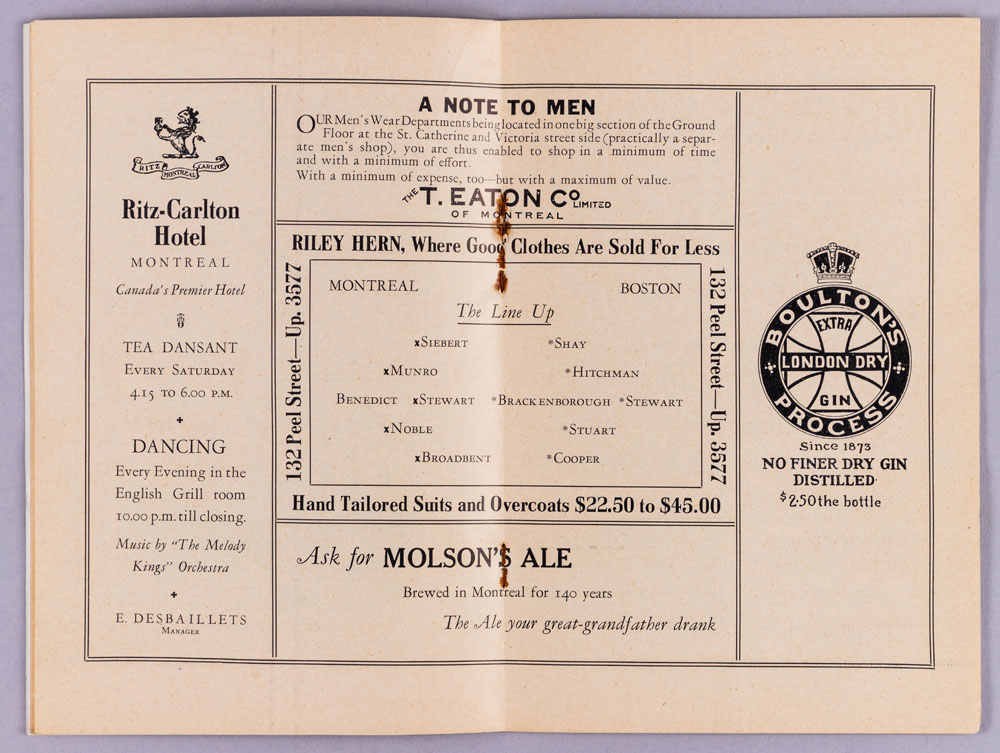 RITZ CARLTON
MONTREAL
Ritz-Carlton
Hotel
MONTREAL
Canada's Premier Hotel
TEA DANSANT
EVERY SATURDAY
4.15 TO 6.00 P.M.
DANCING
Every Evening in the
English Grill room
10.00 p.m. till closing.
Music by "The Melody
Kings" Orchestra
E. DESBAILLETS
MANAGER
A NOTE TO MEN
OUR Men's Wear Departments being located in one big section of the Ground
Floor at the St. Catherine and Victoria street side (practically a separ-
ate men's shop), you are thus enabled to shop in a minimum of time
and with a minimum of effort.
With a minimum of expense, too—but with a maximum of value.
THE T. EATON CO LIMITED
OF MONTREAL
RILEY HERN, Where Good Clothes Are Sold For Less
132 Peel Street—Up. 3577
MONTREAL BOSTON
The Line Up
xSIEBERT *SHAY
xMUNRO *HITCHMAN
BENEDICT xSTEWART *BRACKENBOROUGH *STEWART
xNOBLE *STUART
xBROADBENT *COOPER
132 Peel Street—Up. 3577
Hand Tailored Suits and Overcoats $22.50 to $45.00
Ask for MOLSON'S ALE
Brewed in Montreal for 140 years
The Ale your great-grandfather drank
BOULTON'S
EXTRA
LONDON DRY
GIN
PROCESS
Since 1873
NO FINER DRY GIN
DISTILLED
$2.50 the bottle